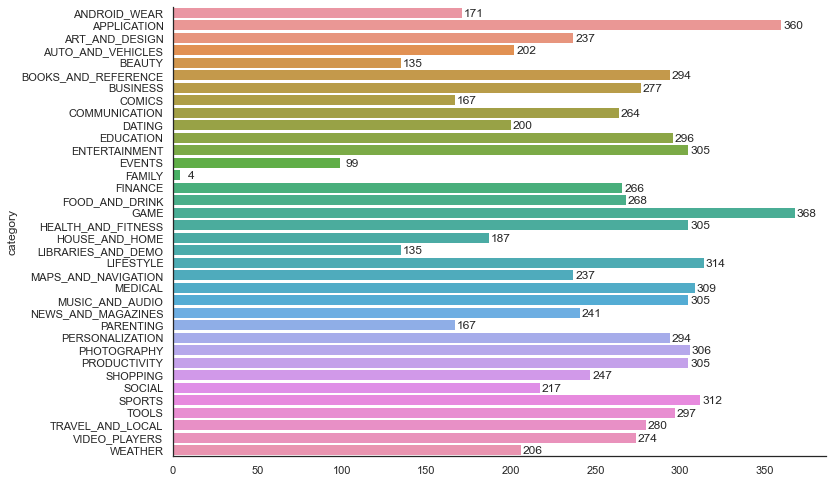 ANDROID_WEAR 171
APPLICATION 360
ART_AND_DESIGN 237
AUTO_AND_VEHICLES 202
BEAUTY 135
BOOKS_AND_REFERENCE 294
BUSINESS 277
COMICS 167
COMMUNICATION 264
DATING 200
EDUCATION 296
ENTERTAINMENT 305
EVENTS 99
FAMILY 4
FINANCE 266
FOOD_AND_DRINK 268
GAME 368
HEALTH_AND_FITNESS 305
HOUSE_AND_HOME 187
LIBRARIES_AND_DEMO 135
LIFESTYLE 314
MAPS_AND_NAVIGATION 237
MEDICAL 309
MUSIC_AND_AUDIO 305
NEWS_AND_MAGAZINES 241
PARENTING 167
PERSONALIZATION 294
PHOTOGRAPHY 306
PRODUCTIVITY 305
SHOPPING 247
SOCIAL 217
SPORTS 312
TOOLS 297
TRAVEL_AND_LOCAL 280
VIDEO_PLAYERS 274
WEATHER 206
category
0 50 100 150 200 250 300 350